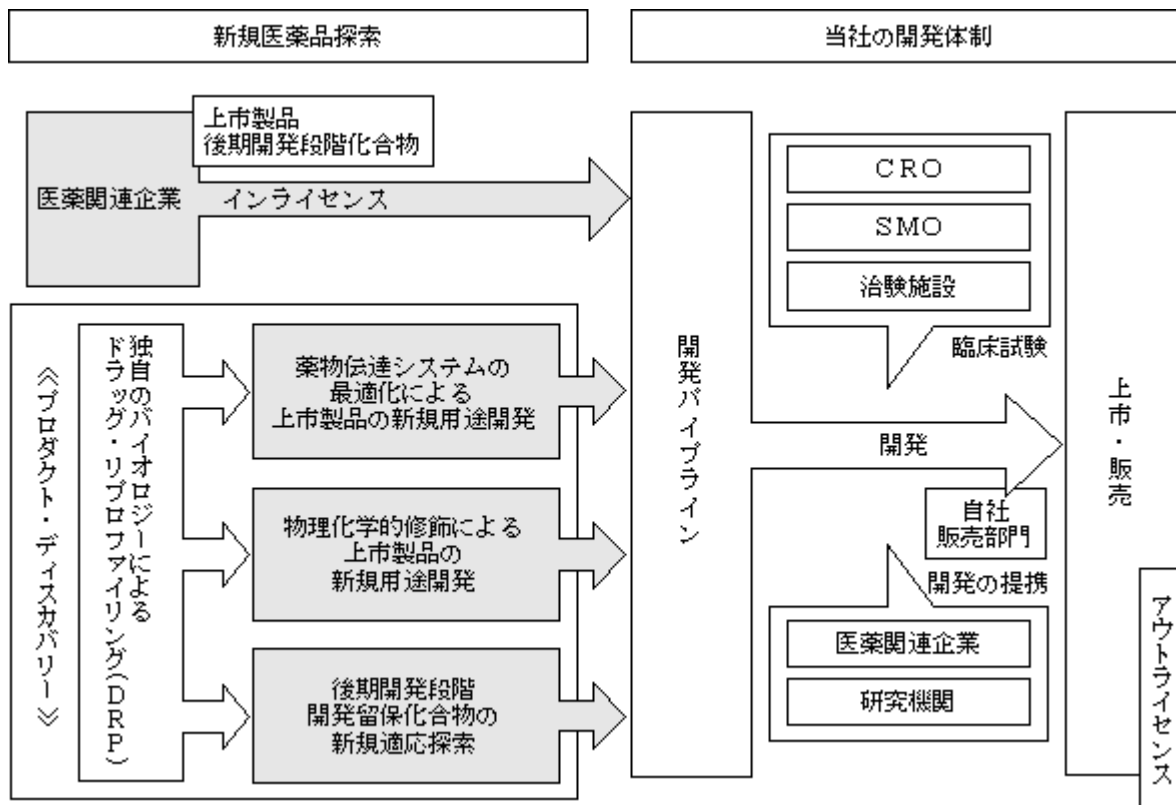 新規医薬品探索
当社の開発体制
上市製品
後期開発段階化合物
医薬関連企業
インライセンス
《プロダクト・ディスカバリー》
独自のバイオロジーによる
ドラッグ・リプロファイリング(DRP)
薬物伝達システムの
最適化による
上市製品の新規用途開発
物理化学的修飾による
上市製品の
新規用途開発
後期開発段階
開発留保化合物の
新規適応探索
開発パイプライン
CRO
SMO
治験施設
臨床試験
開発
自社
販売部門
開発の提携
医薬関連企業
研究機関
上市・販売
アウトライセンス